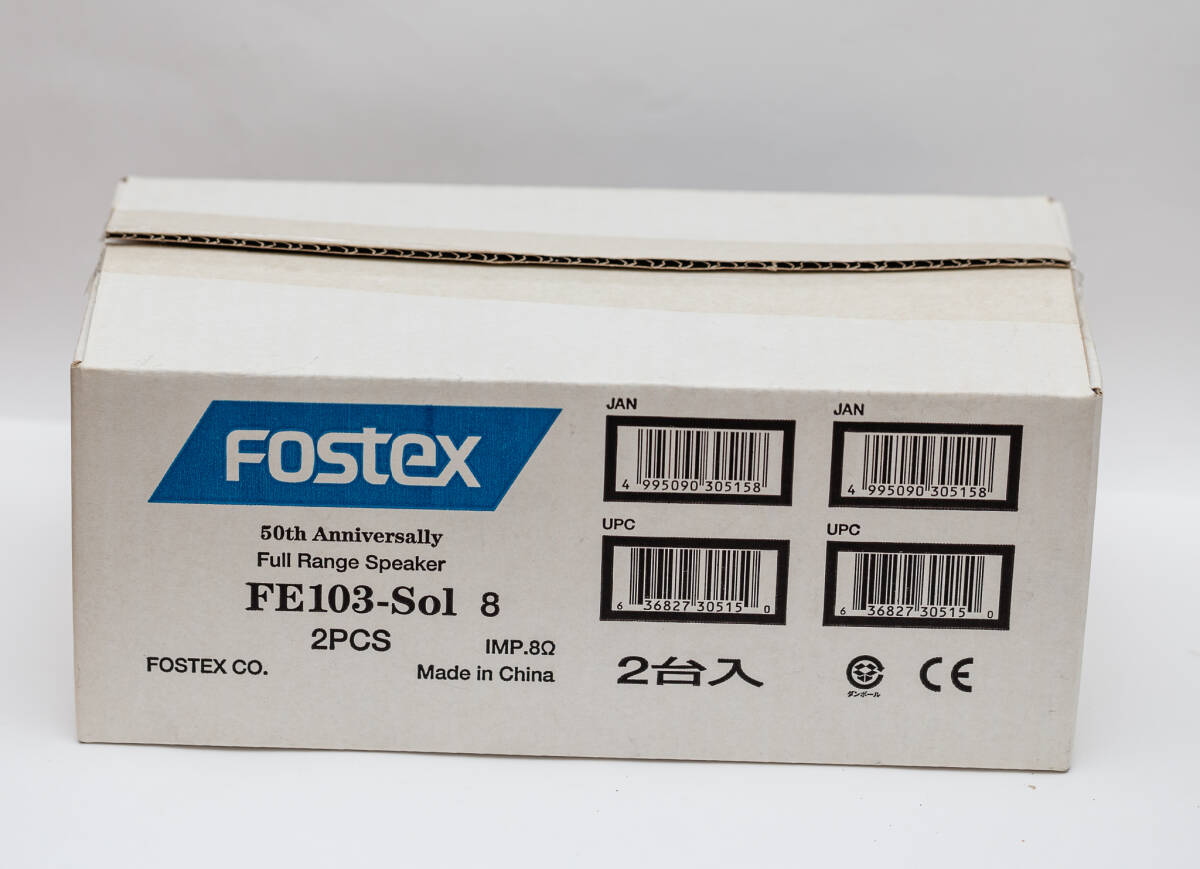 FOSTEX
50th Anniversally
Full Range Speaker
FE103-Sol 8
2PCS
IMP.8Ω
FOSTEX CO.
Made in China
JAN
4 995090 305158
JAN
4 995090 305158
UPC
6 36827 30515 0
UPC
6 36827 30515 0
2台入
ダンボール
CE